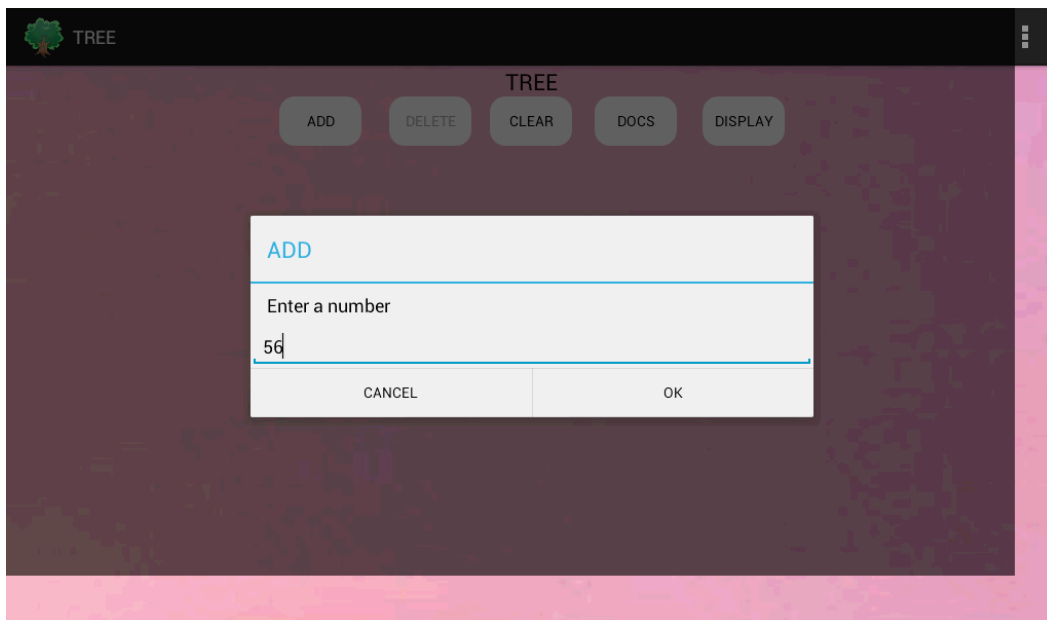 TREE
TREE
ADD DELETE CLEAR DOCS DISPLAY
ADD
Enter a number
56
CANCEL OK